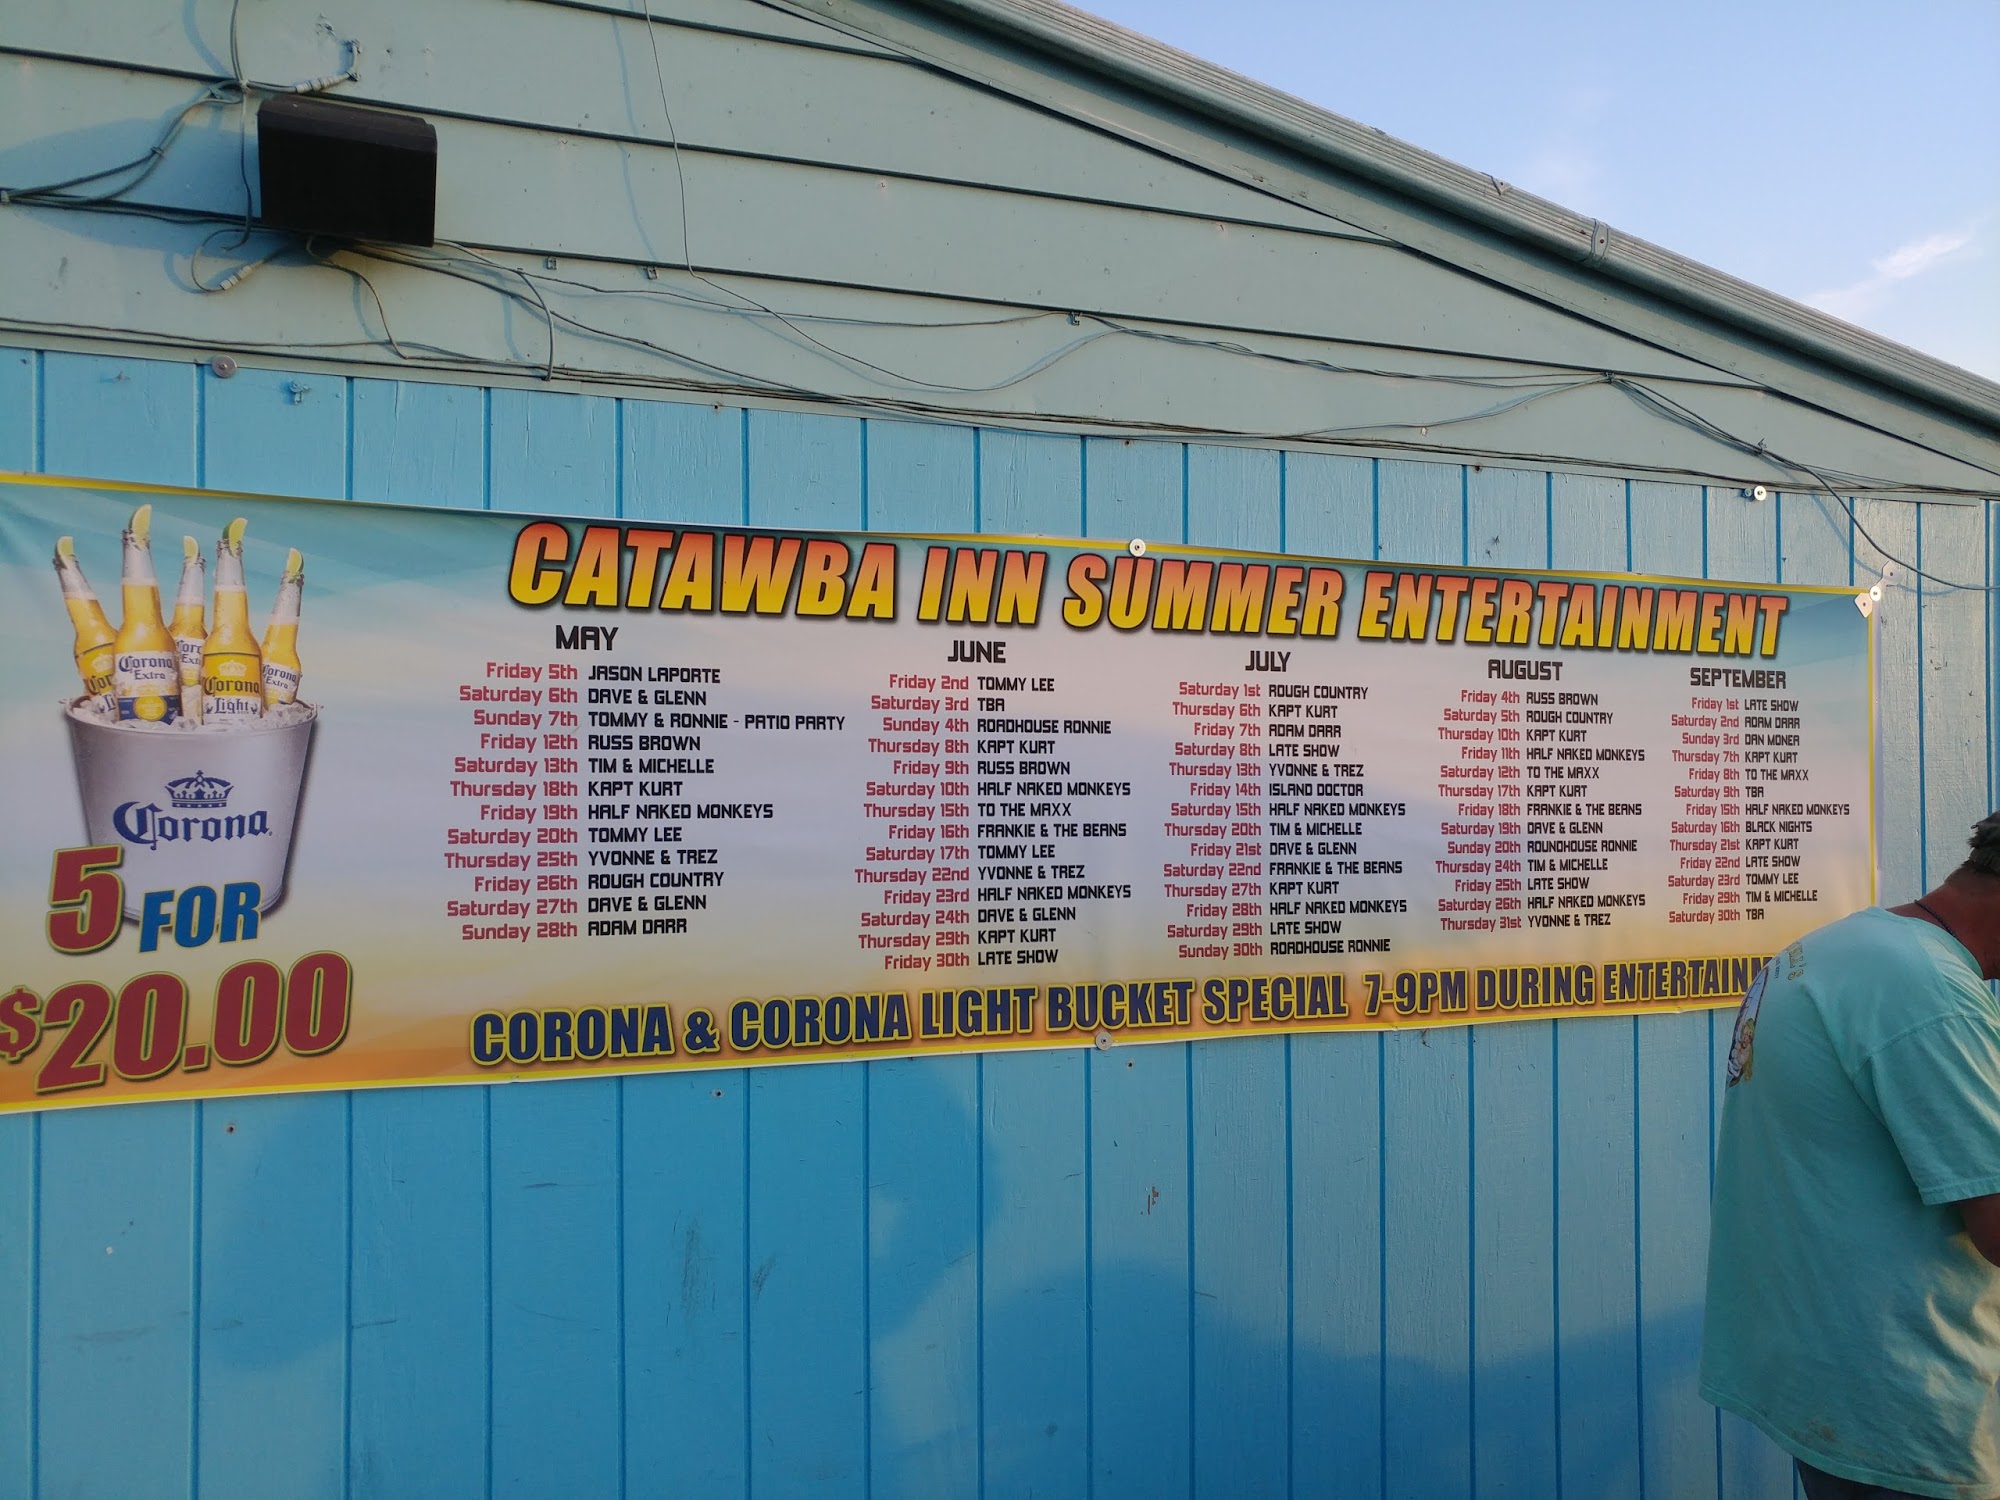 CATAWBA INN SUMMER ENTERTAINMENT
MAY
Friday 5th JASON LAPORTE
Saturday 6th DAVE & GLENN
Sunday 7th TOMMY & RONNIE - PATIO PARTY
Friday 12th RUSS BROWN
Saturday 13th TIM & MICHELLE
Thursday 18th KAPT KURT
Friday 19th HALF NAKED MONKEYS
Saturday 20th TOMMY LEE
Thursday 25th YVONNE & TREZ
Friday 26th ROUGH COUNTRY
Saturday 27th DAVE & GLENN
Sunday 28th ADAM DARR
JUNE
Friday 2nd TOMMY LEE
Saturday 3rd TBA
Sunday 4th ROADHOUSE RONNIE
Thursday 8th KAPT KURT
Friday 9th RUSS BROWN
Saturday 10th HALF NAKED MONKEYS
Thursday 15th TO THE MAXX
Friday 16th FRANKIE & THE BEANS
Saturday 17th TOMMY LEE
Thursday 22nd YVONNE & TREZ
Friday 23rd HALF NAKED MONKEYS
Saturday 24th DAVE & GLENN
Thursday 29th KAPT KURT
Friday 30th LATE SHOW
JULY
Saturday 1st ROUGH COUNTRY
Thursday 6th KAPT KURT
Friday 7th ADAM DARR
Saturday 8th LATE SHOW
Thursday 13th YVONNE & TREZ
Friday 14th ISLAND DOCTOR
Saturday 15th HALF NAKED MONKEYS
Thursday 20th TIM & MICHELLE
Friday 21st DAVE & GLENN
Saturday 22nd FRANKIE & THE BEANS
Thursday 27th KAPT KURT
Friday 28th HALF NAKED MONKEYS
Saturday 29th LATE SHOW
Sunday 30th ROADHOUSE RONNIE
AUGUST
Friday 4th RUSS BROWN
Saturday 5th ROUGH COUNTRY
Thursday 10th KAPT KURT
Friday 11th HALF NAKED MONKEYS
Saturday 12th TO THE MAXX
Thursday 17th KAPT KURT
Friday 18th FRANKIE & THE BEANS
Saturday 19th DAVE & GLENN
Sunday 20th ROUNDHOUSE RONNIE
Thursday 24th TIM & MICHELLE
Friday 25th LATE SHOW
Saturday 26th HALF NAKED MONKEYS
Thursday 31st YVONNE & TREZ
SEPTEMBER
Friday 1st LATE SHOW
Saturday 2nd ADAM DARR
Sunday 3rd DAN MONER
Thursday 7th KAPT KURT
Friday 8th TO THE MAXX
Saturday 9th TBA
Friday 15th HALF NAKED MONKEYS
Saturday 16th BLACK NIGHTS
Thursday 21st KAPT KURT
Friday 22nd LATE SHOW
Saturday 23rd TOMMY LEE
Friday 29th TIM & MICHELLE
Saturday 30th TBA
Corona
Extra
Corona
Light
Corona
Extra
Corona
5 FOR
$20.00
CORONA & CORONA LIGHT BUCKET SPECIAL 7-9PM DURING ENTERTAINM